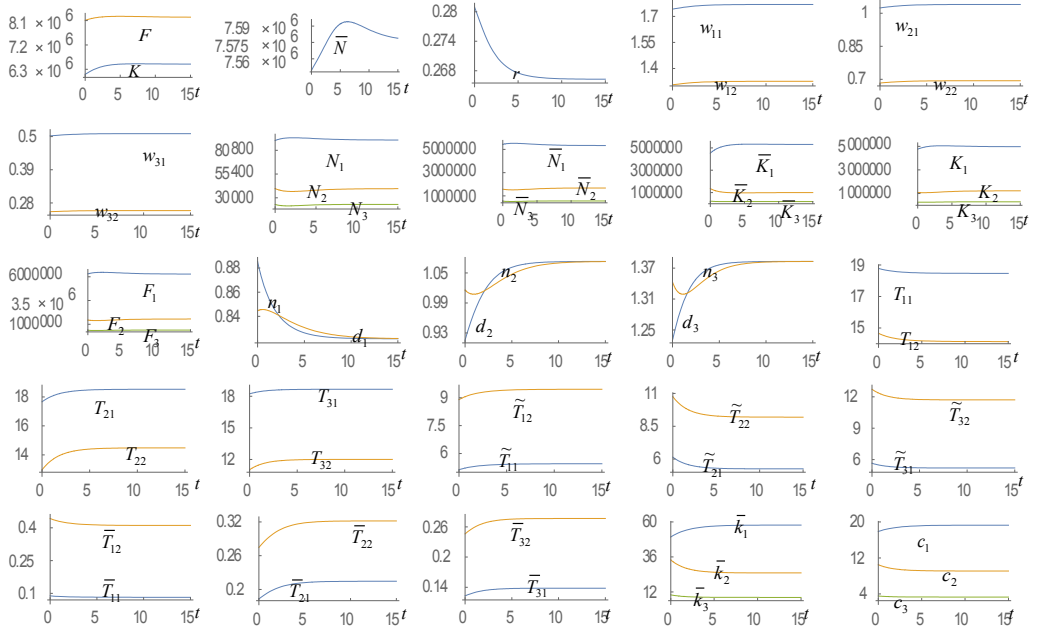 8.1 × 10^6 7.2 × 10^6 6.3 × 10^6 F K 0 5 10 15 t
7.59 × 10^6 7.575 × 10^6 7.56 × 10^6 N̅ 0 5 10 15 t
0.28 0.274 0.268 r 0 5 10 15 t
1.7 1.55 1.4 w₁₁ w₁₂ 0 5 10 15 t
1 0.85 0.7 w₂₁ w₂₂ 0 5 10 15 t
0.5 0.39 0.28 w₃₁ w₃₂ 0 5 10 15 t
80800 55400 30000 N₁ N₂ N₃ 0 5 10 15 t
5000000 3000000 1000000 N̅₁ N̅₂ N̅₃ 0 5 10 15 t
5000000 3000000 1000000 K̅₁ K̅₂ K̅₃ 0 5 10 15 t
5000000 3000000 1000000 K₁ K₂ K₃ 0 5 10 15 t
6000000 3.5 × 10^6 1000000 F₁ F₂ F₃ 0 5 10 15 t
0.88 0.86 0.84 n₁ d₁ 0 5 10 15 t
1.05 0.99 0.93 n₂ d₂ 0 5 10 15 t
1.37 1.31 1.25 n₃ d₃ 0 5 10 15 t
19 17 15 T₁₁ T₁₂ 0 5 10 15 t
18 16 14 T₂₁ T₂₂ 0 5 10 15 t
18 15 12 T₃₁ T₃₂ 0 5 10 15 t
9 7 5 T̃₁₂ T̃₁₁ 0 5 10 15 t
11 8.5 6 T̃₂₂ T̃₂₁ 0 5 10 15 t
12 9 6 T̃₃₂ T̃₃₁ 0 5 10 15 t
0.4 0.25 0.1 T̅₁₂ T̅₁₁ 0 5 10 15 t
0.32 0.26 0.2 T̅₂₂ T̅₂₁ 0 5 10 15 t
0.26 0.2 0.14 T̅₃₂ T̅₃₁ 0 5 10 15 t
60 36 12 k̅₁ k̅₂ k̅₃ 0 5 10 15 t
20 12 4 c₁ c₂ c₃ 0 5 10 15 t